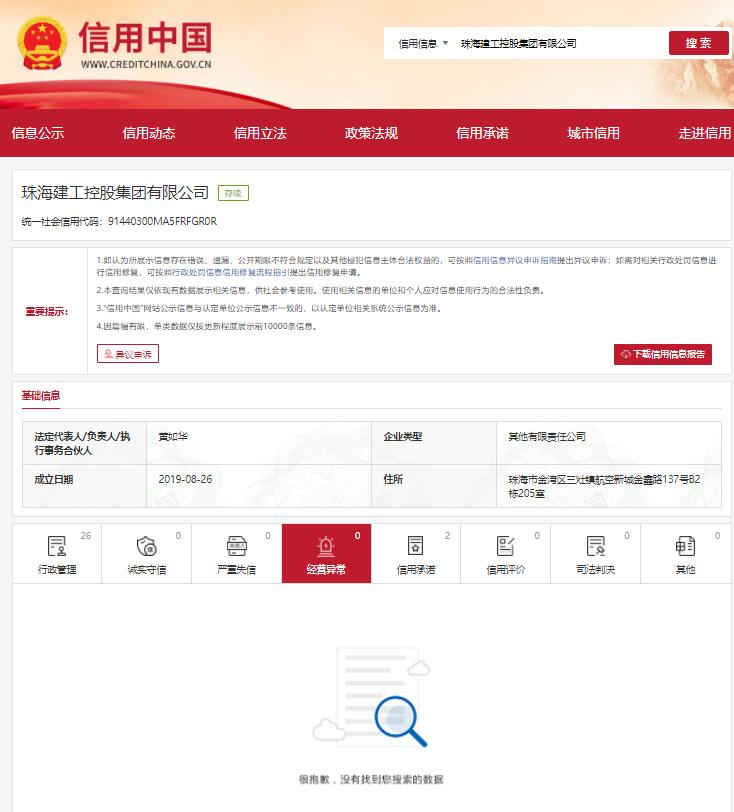 信用中国
WWW.CREDITCHINA.GOV.CN
信用信息 珠海建工控股集团有限公司 搜索
信息公示 信用动态 信用立法 政策法规 信用承诺 城市信用 走进信用
珠海建工控股集团有限公司 存续
统一社会信用代码：91440300MA5FRFGR0R
重要提示：
1.如认为所展示信息存在错误、遗漏、公开期限不符合规定以及其他侵犯信息主体合法权益的，可按照信用信息异议申诉指南提出异议申诉；如需对相关行政处罚信息进
行信用修复，可按照行政处罚信息信用修复流程指引提出信用修复申请。
2.本查询结果仅依现有数据展示相关信息，供社会参考使用。使用相关信息的单位和个人应对信息使用行为的合法性负责。
3.“信用中国”网站公示信息与认定单位公示信息不一致的，以认定单位相关系统公示信息为准。
4.因篇幅有限，单类数据仅按更新程度展示前10000条信息。
异议申诉 下载信用信息报告
基础信息
法定代表人/负责人/执
行事务合伙人
黄如华
企业类型
其他有限责任公司
成立日期
2019-08-26
住所
珠海市金湾区三灶镇航空新城金鑫路137号B2
栋205室
26 0 0 0 2 0 0 0
行政管理 诚实守信 严重失信 经营异常 信用承诺 信用评价 司法判决 其他
很抱歉，没有找到您搜索的数据